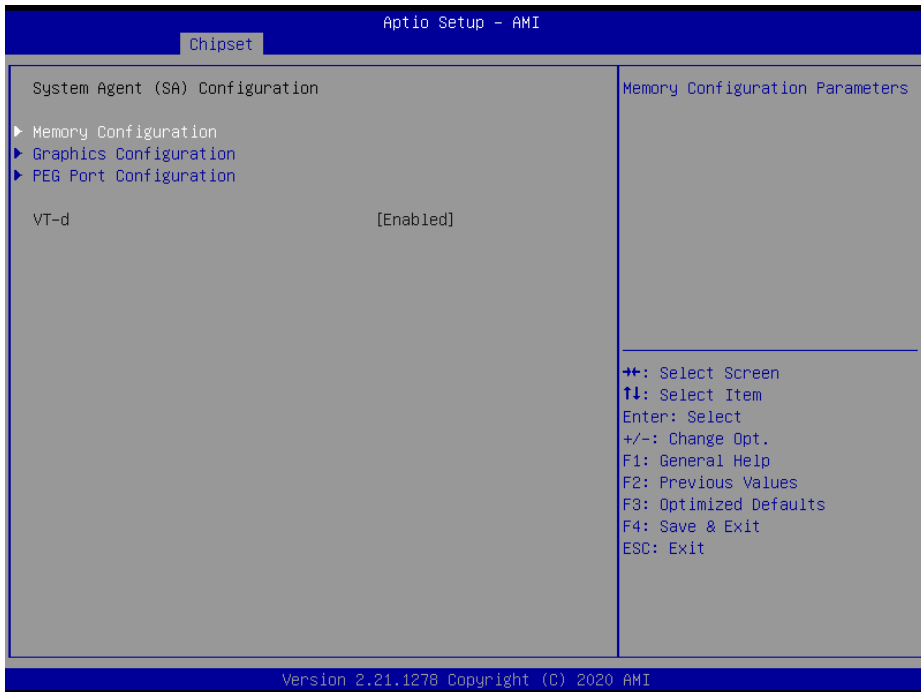 Aptio Setup – AMI
Chipset
System Agent (SA) Configuration
Memory Configuration
Graphics Configuration
PEG Port Configuration
VT-d [Enabled]
Memory Configuration Parameters
→←: Select Screen
↑↓: Select Item
Enter: Select
+/-: Change Opt.
F1: General Help
F2: Previous Values
F3: Optimized Defaults
F4: Save & Exit
ESC: Exit
Version 2.21.1278 Copyright (C) 2020 AMI